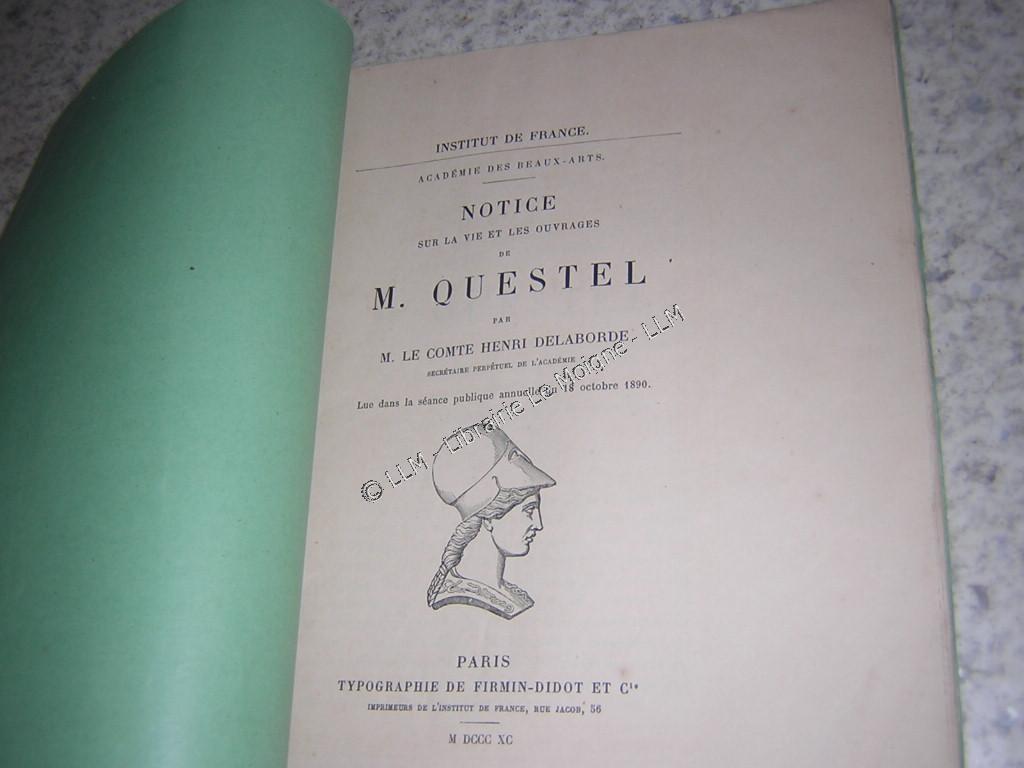 INSTITUT DE FRANCE.
ACADÉMIE DES BEAUX-ARTS.
NOTICE
SUR LA VIE ET LES OUVRAGES
DE
M. QUESTEL
PAR
M. LE COMTE HENRI DELABORDE
SECRÉTAIRE PERPÉTUEL DE L'ACADÉMIE
Lue dans la séance publique annuelle du 18 octobre 1890.
© LLM - Librairie Le Moigne - LLM
PARIS
TYPOGRAPHIE DE FIRMIN-DIDOT ET Cie
IMPRIMEURS DE L'INSTITUT DE FRANCE, RUE JACOB, 56
M DCCC XC